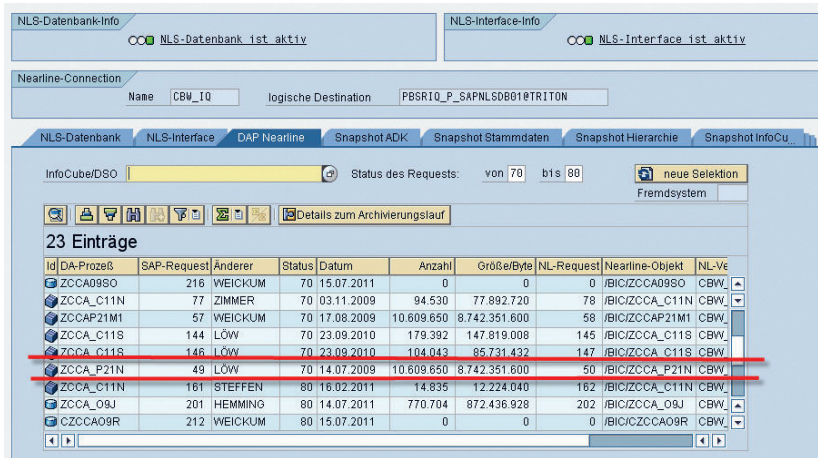 NLS-Datenbank-Info
NLS-Datenbank ist aktiv
NLS-Interface-Info
NLS-Interface ist aktiv
Nearline-Connection
Name CBW_IQ logische Destination PBSRIQ_P_SAPNLSDB01@TRITON
NLS-Datenbank NLS-Interface DAP Nearline Snapshot ADK Snapshot Stammdaten Snapshot Hierarchie Snapshot InfoCu
InfoCube/DSO Status des Requests: von 70 bis 80 neue Selektion
Fremdsystem
Details zum Archivierungslauf
23 Einträge
Id DA-Prozeß SAP-Request Änderer Status Datum Anzahl Größe/Byte NL-Request Nearline-Objekt NL-Ve
ZCCA09SO 216 WEICKUM 70 15.07.2011 0 0 0 /BIC/ZCCA09SO CBW_
ZCCA_C11N 77 ZIMMER 70 03.11.2009 94.530 77.892.720 78 /BIC/ZCCA_C11N CBW_
ZCCAP21M1 57 WEICKUM 70 17.08.2009 10.609.650 8.742.351.600 58 /BIC/ZCCAP21M1 CBW_
ZCCA_C11S 144 LÖW 70 23.09.2010 179.392 147.819.008 145 /BIC/ZCCA_C11S CBW_
ZCCA_C11S 146 LÖW 70 23.09.2010 104.043 85.731.432 147 /BIC/ZCCA_C11S CBW_
ZCCA_P21N 49 LÖW 70 14.07.2009 10.609.650 8.742.351.600 50 /BIC/ZCCA_P21N CBW_
ZCCA_C11N 161 STEFFEN 80 16.02.2011 14.835 12.224.040 162 /BIC/ZCCA_C11N CBW_
ZCCA_O9J 201 HEMMING 80 14.07.2011 770.704 872.436.928 202 /BIC/ZCCA_O9J CBW_
CZCCAO9R 212 WEICKUM 80 15.07.2011 0 0 0 /BIC/CZCCAO9R CBW_